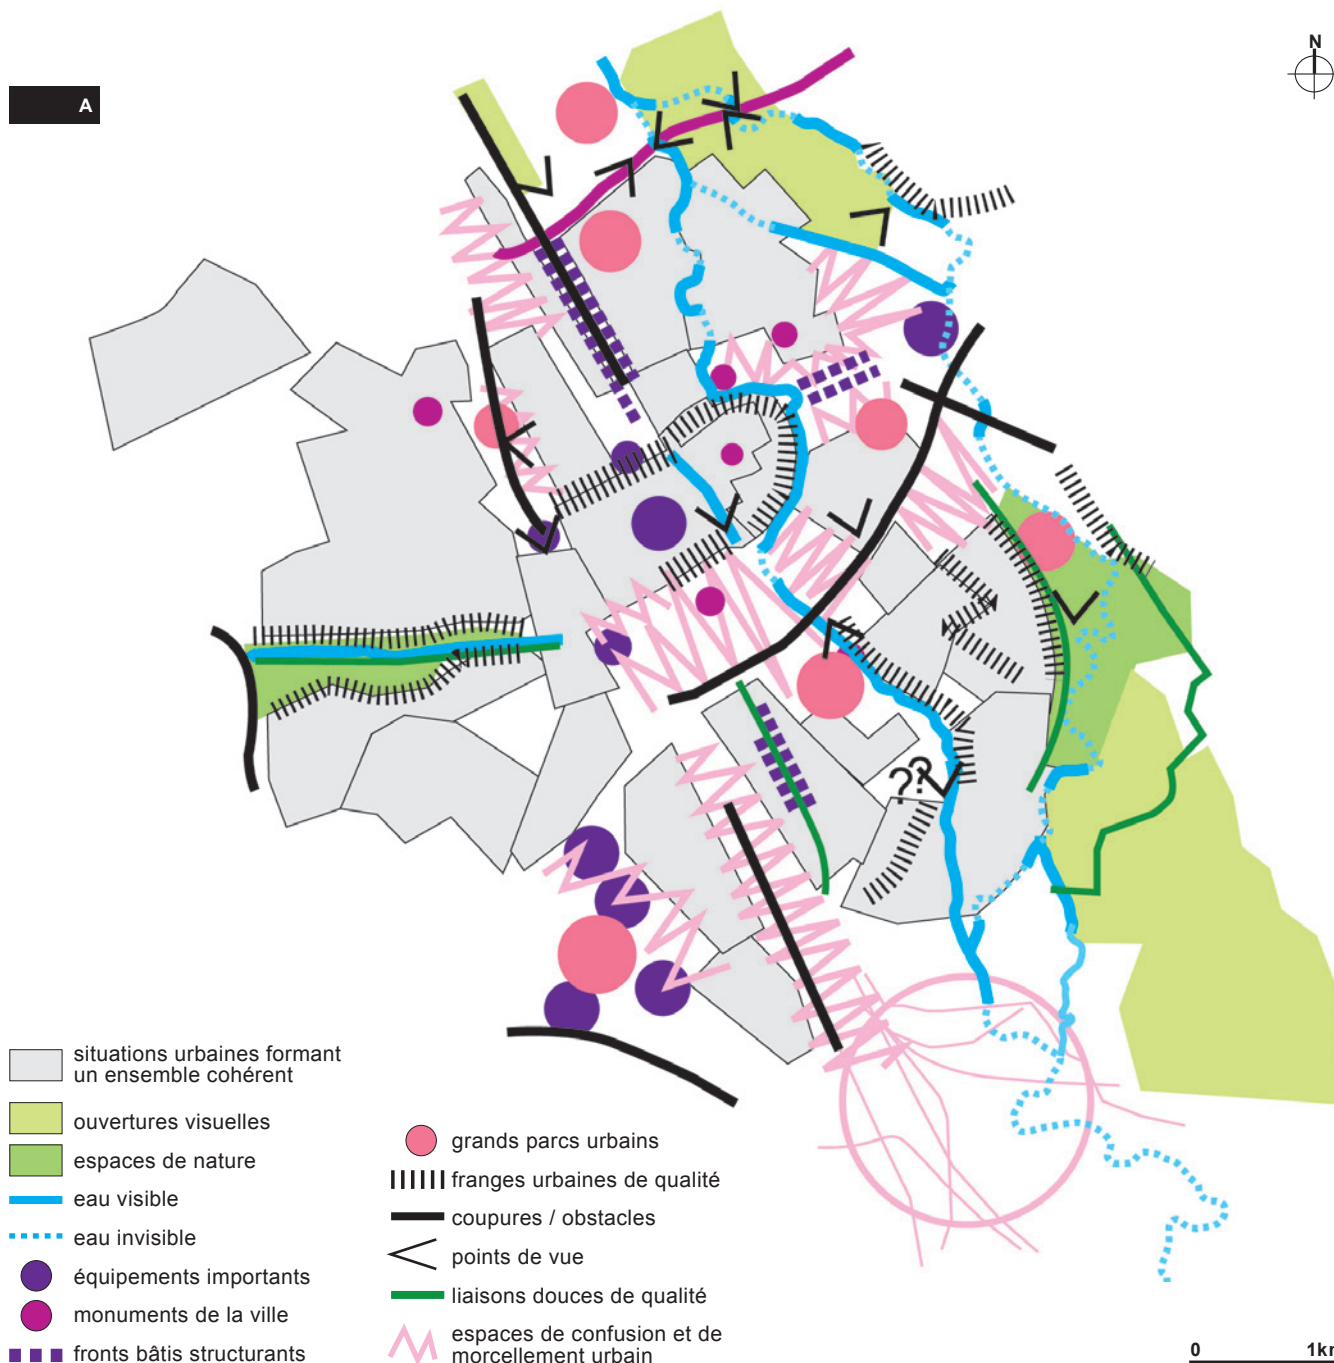 N
A
??
situations urbaines formant
un ensemble cohérent
ouvertures visuelles
espaces de nature
eau visible
eau invisible
équipements importants
monuments de la ville
fronts bâtis structurants
grands parcs urbains
franges urbaines de qualité
coupures / obstacles
points de vue
liaisons douces de qualité
espaces de confusion et de
morcellement urbain
0 1km